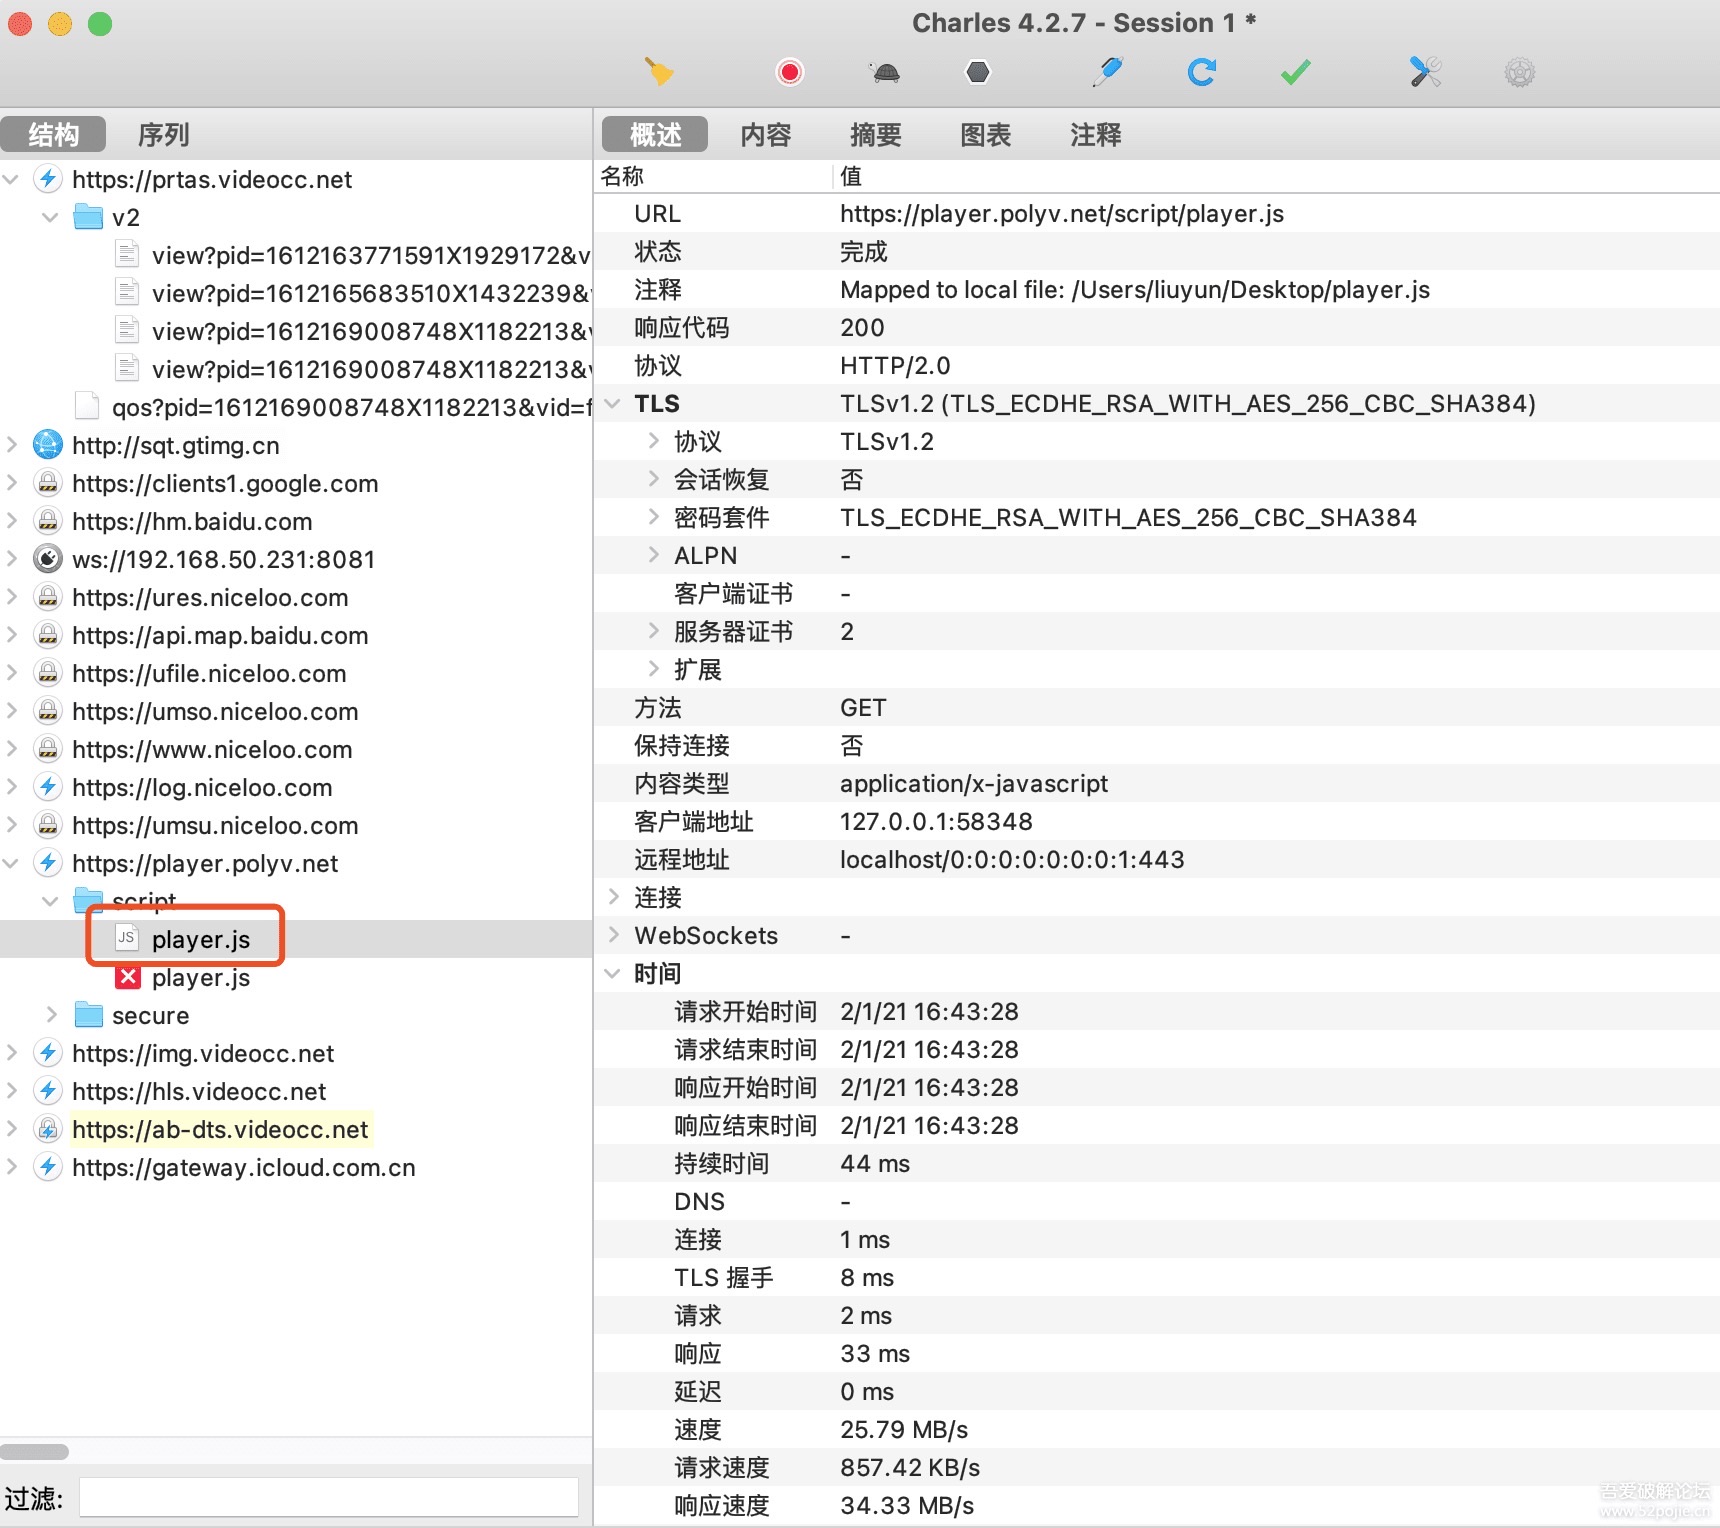 Charles 4.2.7 - Session 1 *
结构
序列
https://prtas.videocc.net
v2
view?pid=1612163771591X1929172&v
view?pid=1612165683510X1432239&
view?pid=1612169008748X1182213&
view?pid=1612169008748X1182213&
qos?pid=1612169008748X1182213&vid=f
http://sqt.gtimg.cn
https://clients1.google.com
https://hm.baidu.com
ws://192.168.50.231:8081
https://ures.niceloo.com
https://api.map.baidu.com
https://ufile.niceloo.com
https://umso.niceloo.com
https://www.niceloo.com
https://log.niceloo.com
https://umsu.niceloo.com
https://player.polyv.net
script
JS player.js
player.js
secure
https://img.videocc.net
https://hls.videocc.net
https://ab-dts.videocc.net
https://gateway.icloud.com.cn
过滤:
概述 内容 摘要 图表 注释
名称 值
URL https://player.polyv.net/script/player.js
状态 完成
注释 Mapped to local file: /Users/liuyun/Desktop/player.js
响应代码 200
协议 HTTP/2.0
TLS TLSv1.2 (TLS_ECDHE_RSA_WITH_AES_256_CBC_SHA384)
协议 TLSv1.2
会话恢复 否
密码套件 TLS_ECDHE_RSA_WITH_AES_256_CBC_SHA384
ALPN -
客户端证书 -
服务器证书 2
扩展
方法 GET
保持连接 否
内容类型 application/x-javascript
客户端地址 127.0.0.1:58348
远程地址 localhost/0:0:0:0:0:0:0:1:443
连接
WebSockets -
时间
请求开始时间 2/1/21 16:43:28
请求结束时间 2/1/21 16:43:28
响应开始时间 2/1/21 16:43:28
响应结束时间 2/1/21 16:43:28
持续时间 44 ms
DNS -
连接 1 ms
TLS 握手 8 ms
请求 2 ms
响应 33 ms
延迟 0 ms
速度 25.79 MB/s
请求速度 857.42 KB/s
响应速度 34.33 MB/s
吾爱破解论坛
www.52pojie.cn